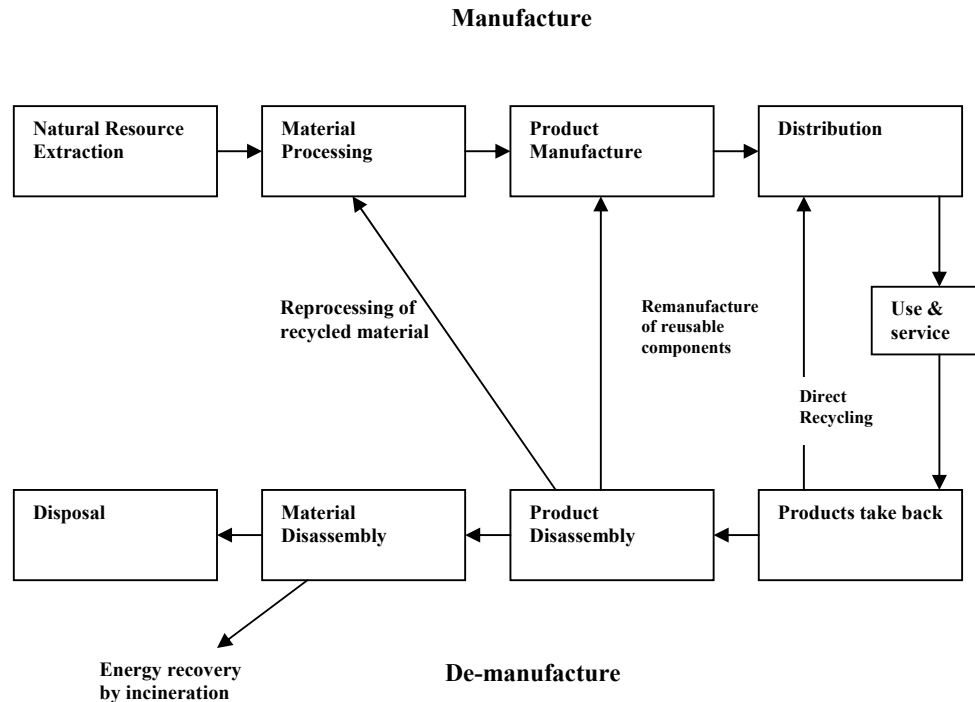 Manufacture
Natural Resource
Extraction
Material
Processing
Product
Manufacture
Distribution
Reprocessing of
recycled material
Remanufacture
of reusable
components
Use &
service
Direct
Recycling
Disposal
Material
Disassembly
Product
Disassembly
Products take back
Energy recovery
by incineration
De-manufacture